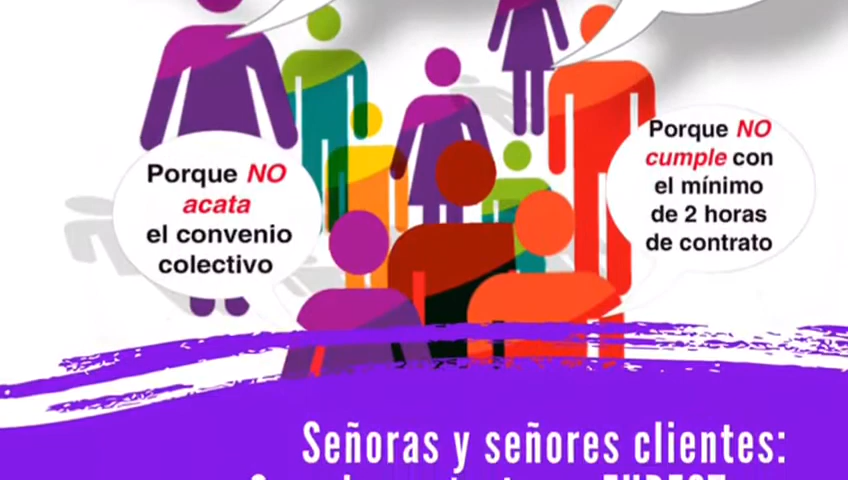 Porque NO
acata
el convenio
colectivo
Porque NO
cumple con
el mínimo
de 2 horas
de contrato
Señoras y señores clientes: